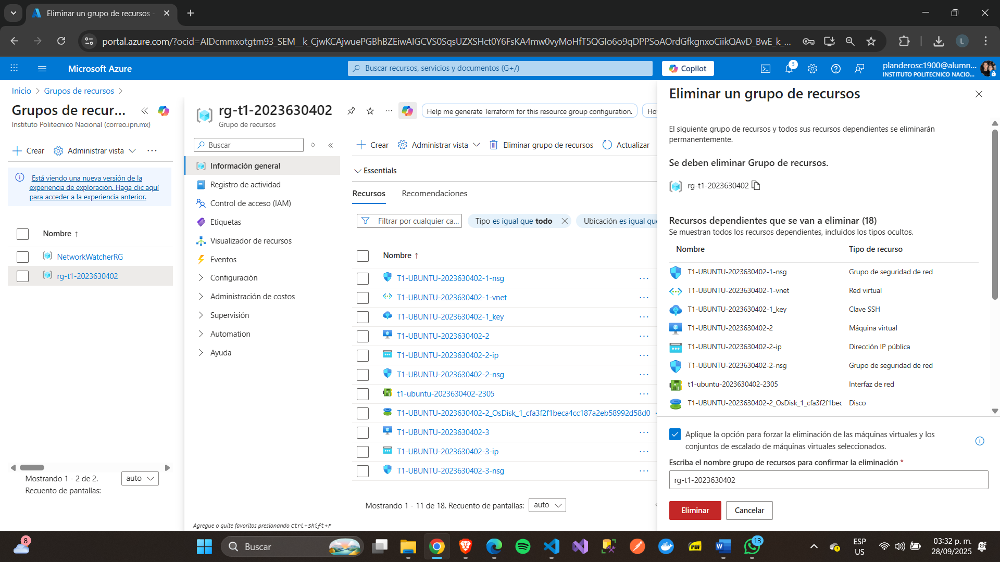 Eliminar un grupo de recursos -
portal.azure.com/?ocid=AIDcmmxotgtm93_SEM__k_CjwKCAjwuePGBhBZEiwAIGCVS0SqsUZXSHct0Y6FsKA4mw0vyMoHfT5QGIo6o9qDPPSoAOrdGfkgnxoCiikQAvD_BwE_k_...
L
Microsoft Azure
Buscar recursos, servicios y documentos (G+/)
Copilot
3
planderosc1900@alumn...
INSTITUTO POLITECNICO NACIO...
Inicio
Grupos de recursos
Grupos de recur...
Instituto Politecnico Nacional (correo.ipn.mx)
Crear
Administrar vista
Está viendo una nueva versión de la
experiencia de exploración. Haga clic aquí
para acceder a la experiencia anterior.
Nombre ↑
NetworkWatcherRG
rg-t1-2023630402
Mostrando 1 - 2 de 2.
Recuento de pantallas:
auto
rg-t1-2023630402
Grupo de recursos
Help me generate Terraform for this resource group configuration.
Ho
Buscar
Información general
Registro de actividad
Control de acceso (IAM)
Etiquetas
Visualizador de recursos
Eventos
Configuración
Administración de costos
Supervisión
Automation
Ayuda
Agregue o quite favoritos presionando Ctrl+Shift+F
Crear
Administrar vista
Eliminar grupo de recursos
Actualizar
Essentials
Recursos
Recomendaciones
Filtrar por cualquier ca...
Tipo es igual que todo
Ubicación es igual que
Nombre ↑
T1-UBUNTU-2023630402-1-nsg
T1-UBUNTU-2023630402-1-vnet
T1-UBUNTU-2023630402-1_key
T1-UBUNTU-2023630402-2
T1-UBUNTU-2023630402-2-ip
T1-UBUNTU-2023630402-2-nsg
t1-ubuntu-2023630402-2305
T1-UBUNTU-2023630402-2_OsDisk_1_cfa3f2f1beca4cc187a2eb58992d58d0
T1-UBUNTU-2023630402-3
T1-UBUNTU-2023630402-3-ip
T1-UBUNTU-2023630402-3-nsg
Mostrando 1 - 11 de 18. Recuento de pantallas:
auto
Eliminar un grupo de recursos
El siguiente grupo de recursos y todos sus recursos dependientes se eliminarán
permanentemente.
Se deben eliminar Grupo de recursos.
rg-t1-2023630402
Recursos dependientes que se van a eliminar (18)
Se muestran todos los recursos dependientes, incluidos los tipos ocultos.
Nombre Tipo de recurso
T1-UBUNTU-2023630402-1-nsg Grupo de seguridad de red
T1-UBUNTU-2023630402-1-vnet Red virtual
T1-UBUNTU-2023630402-1_key Clave SSH
T1-UBUNTU-2023630402-2 Máquina virtual
T1-UBUNTU-2023630402-2-ip Dirección IP pública
T1-UBUNTU-2023630402-2-nsg Grupo de seguridad de red
t1-ubuntu-2023630402-2305 Interfaz de red
T1-UBUNTU-2023630402-2_OsDisk_1_cfa3f2f1bec Disco
Aplique la opción para forzar la eliminación de las máquinas virtuales y los
conjuntos de escalado de máquinas virtuales seleccionados.
Escriba el nombre grupo de recursos para confirmar la eliminación *
rg-t1-2023630402
Eliminar
Cancelar
8
Buscar
PDF
W
13
ESP
US
03:32 p. m.
28/09/2025